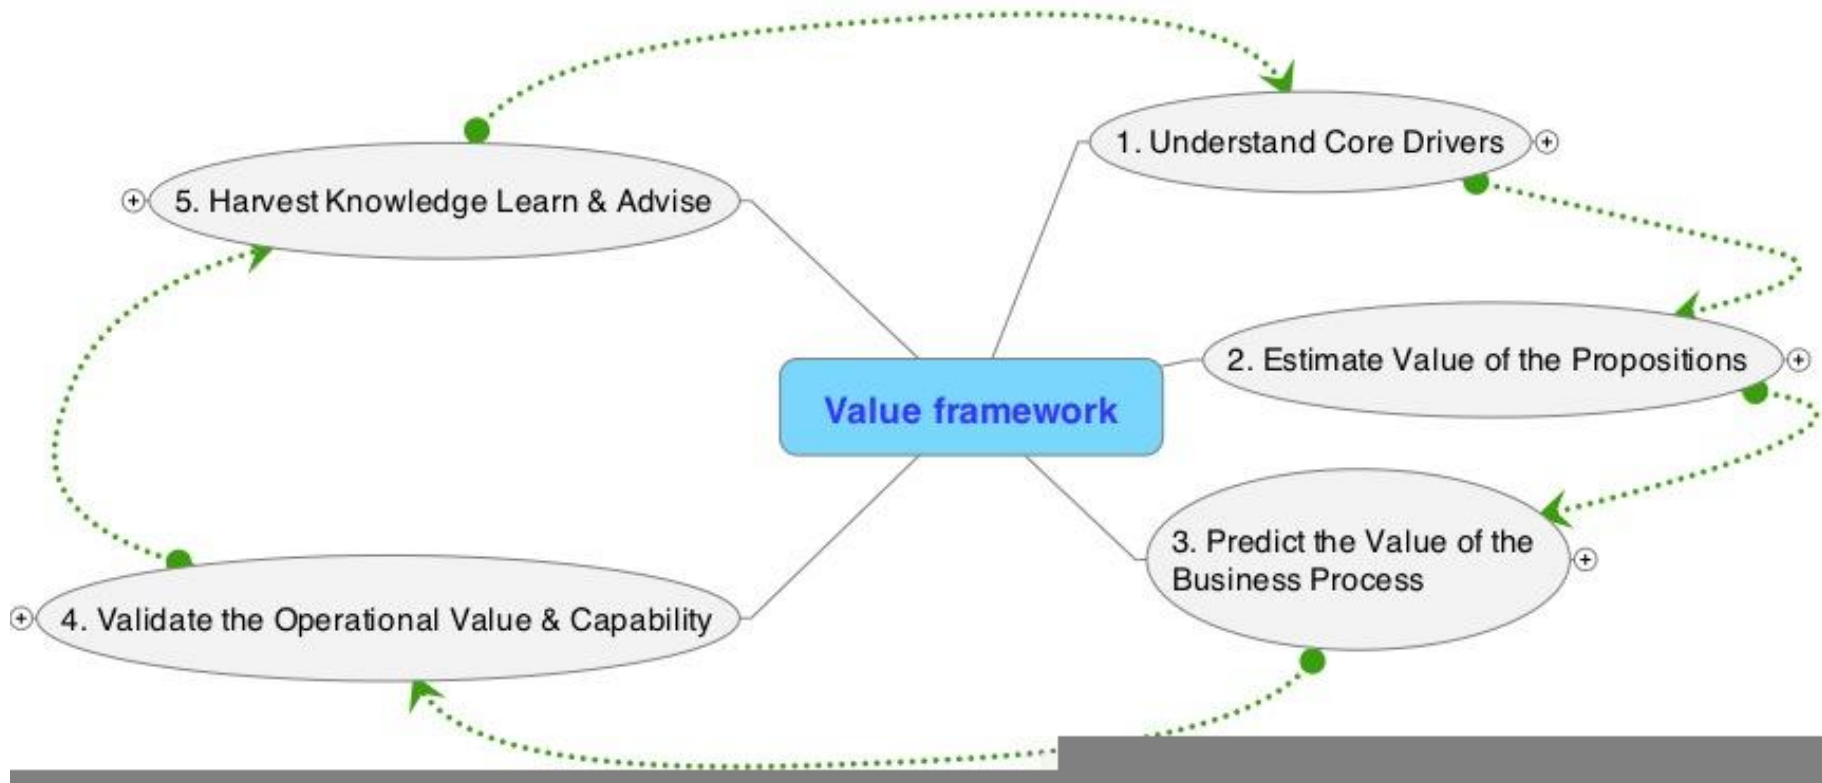 1. Understand Core Drivers
5. Harvest Knowledge Learn & Advise
2. Estimate Value of the Propositions
Value framework
3. Predict the Value of the
Business Process
4. Validate the Operational Value & Capability